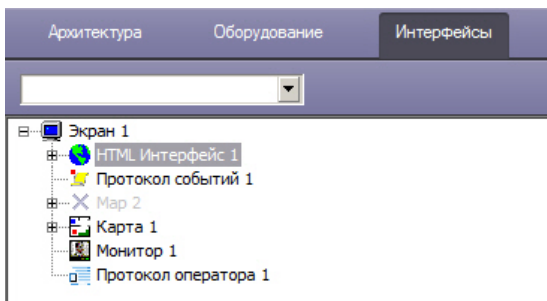 Архитектура Оборудование Интерфейсы
Экран 1
HTML Интерфейс 1
Протокол событий 1
Map 2
Карта 1
Монитор 1
Протокол оператора 1